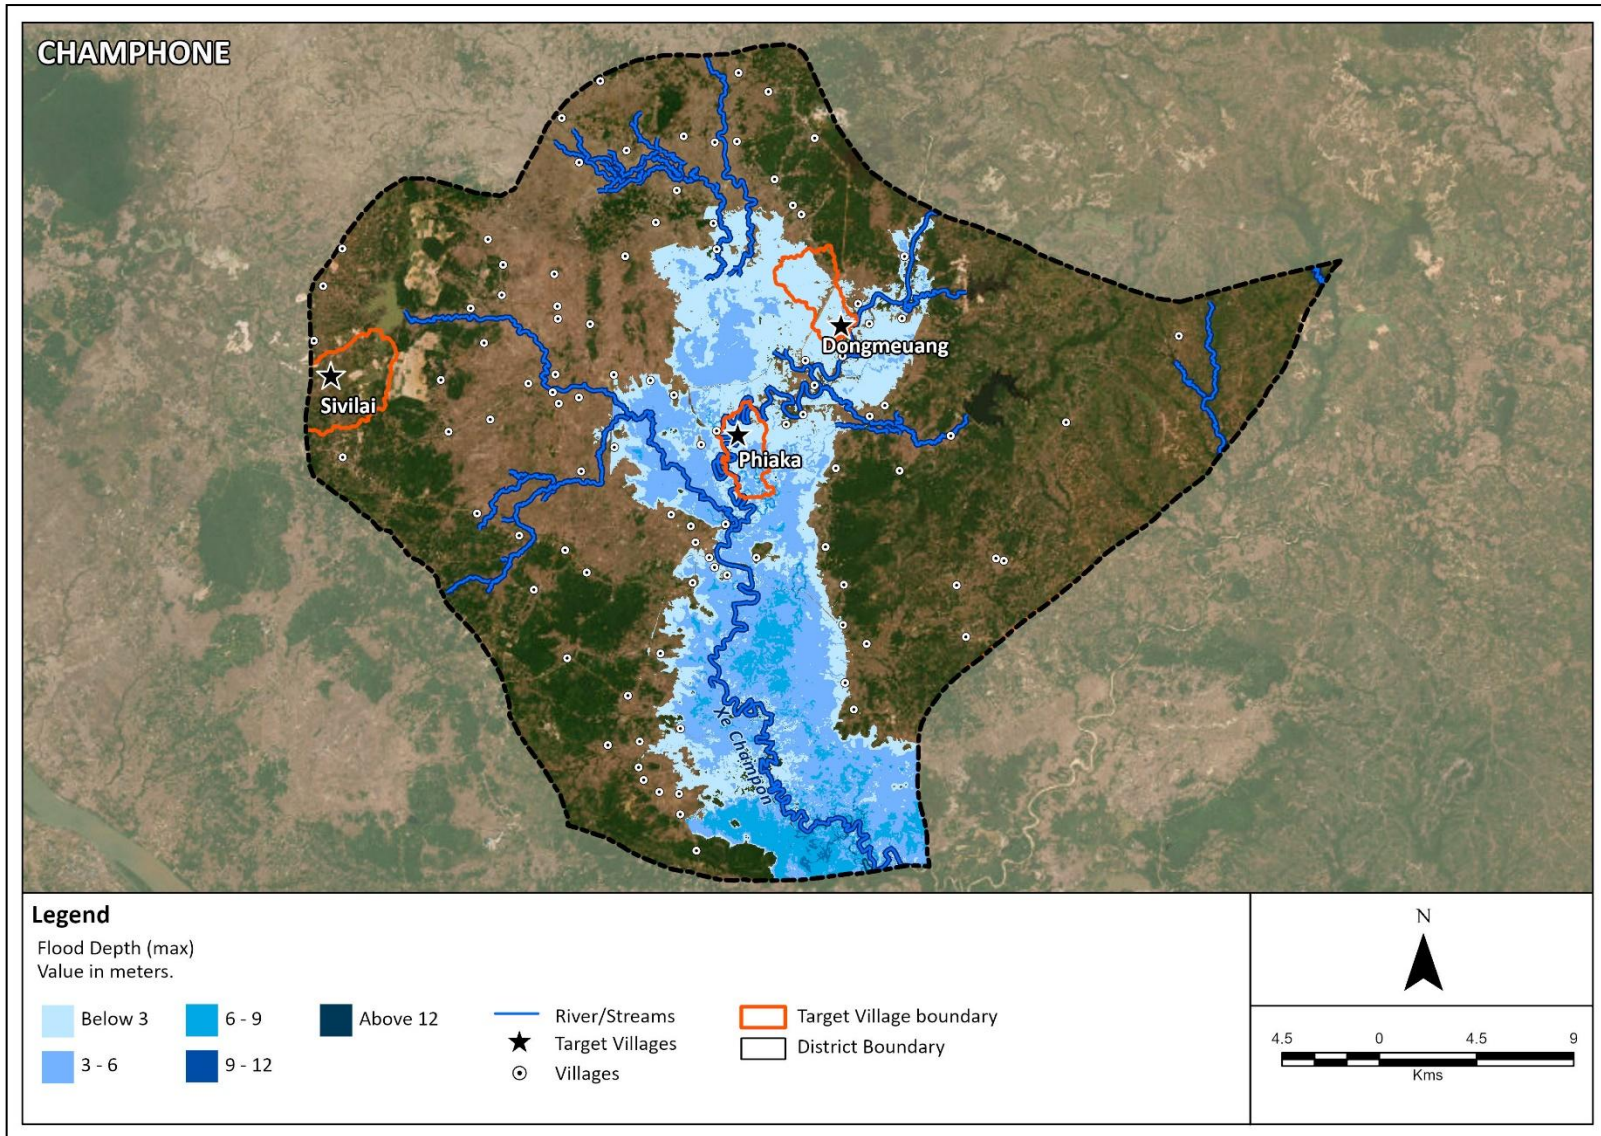 CHAMPHONE
Dongmeuang
Sivilai
Phiaka
Xe Champon
Legend
Flood Depth (max)
Value in meters.
Below 3
6 - 9
Above 12
3 - 6
9 - 12
River/Streams
Target Villages
Villages
Target Village boundary
District Boundary
N
4.5 0 4.5 9
Kms